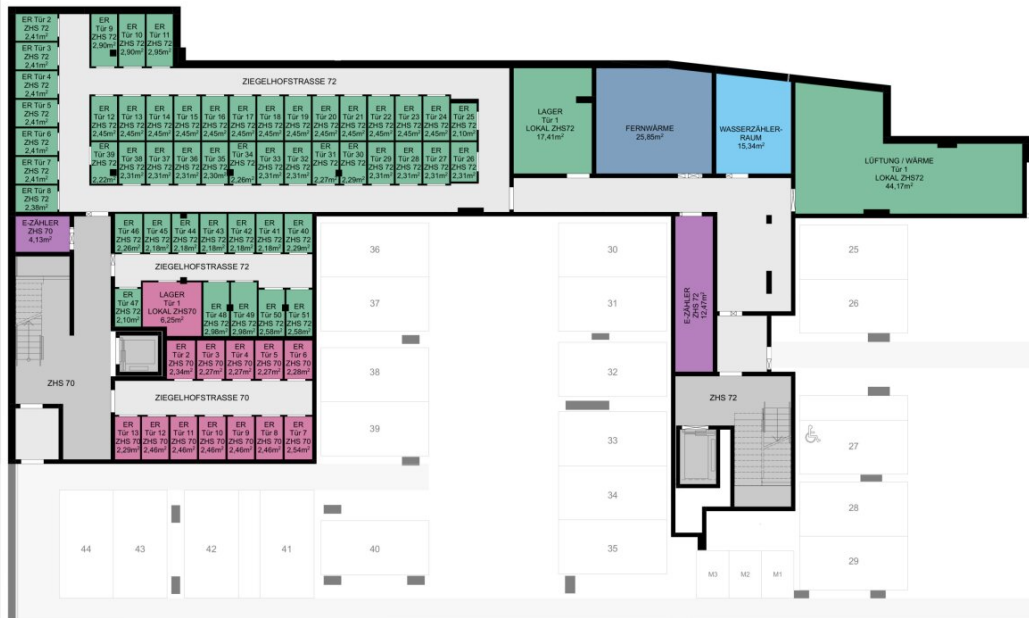 ER Tür 2
ZHS 72
2,41m²
ER Tür 3
ZHS 72
2,41m²
ER Tür 4
ZHS 72
2,41m²
ER Tür 5
ZHS 72
2,41m²
ER Tür 6
ZHS 72
2,41m²
ER Tür 7
ZHS 72
2,41m²
ER Tür 8
ZHS 72
2,38m²
ER
Tür 9
ZHS 72
2,90m²
ER
Tür 10
ZHS 72
2,90m²
ER
Tür 11
ZHS 72
2,95m²
ZIEGELHOFSTRASSE 72
ER
Tür 12
ZHS 72
2,45m²
ER
Tür 13
ZHS 72
2,45m²
ER
Tür 14
ZHS 72
2,45m²
ER
Tür 15
ZHS 72
2,45m²
ER
Tür 16
ZHS 72
2,45m²
ER
Tür 17
ZHS 72
2,45m²
ER
Tür 18
ZHS 72
2,45m²
ER
Tür 19
ZHS 72
2,45m²
ER
Tür 20
ZHS 72
2,45m²
ER
Tür 21
ZHS 72
2,45m²
ER
Tür 22
ZHS 72
2,45m²
ER
Tür 23
ZHS 72
2,45m²
ER
Tür 24
ZHS 72
2,45m²
ER
Tür 25
ZHS 72
2,10m²
ER
Tür 39
ZHS 72
2,22m²
ER
Tür 38
ZHS 72
2,31m²
ER
Tür 37
ZHS 72
2,31m²
ER
Tür 36
ZHS 72
2,31m²
ER
Tür 35
ZHS 72
2,30m²
ER
Tür 34
ZHS 72
2,26m²
ER
Tür 33
ZHS 72
2,31m²
ER
Tür 32
ZHS 72
2,31m²
ER
Tür 31
ZHS 72
2,27m²
ER
Tür 30
ZHS 72
2,29m²
ER
Tür 29
ZHS 72
2,31m²
ER
Tür 28
ZHS 72
2,31m²
ER
Tür 27
ZHS 72
2,31m²
ER
Tür 26
ZHS 72
2,31m²
LAGER
Tür 1
LOKAL ZHS72
17,41m²
FERNWÄRME
25,85m²
WASSERZÄHLER-
RAUM
15,34m²
LÜFTUNG / WÄRME
Tür 1
LOKAL ZHS72
44,17m²
E-ZÄHLER
ZHS 70
4,13m²
ER
Tür 46
ZHS 72
2,26m²
ER
Tür 45
ZHS 72
2,18m²
ER
Tür 44
ZHS 72
2,18m²
ER
Tür 43
ZHS 72
2,18m²
ER
Tür 42
ZHS 72
2,18m²
ER
Tür 41
ZHS 72
2,18m²
ER
Tür 40
ZHS 72
2,29m²
ZIEGELHOFSTRASSE 72
ER
Tür 47
ZHS 72
2,10m²
LAGER
Tür 1
LOKAL ZHS70
6,25m²
ER
Tür 48
ZHS 72
2,98m²
ER
Tür 49
ZHS 72
2,98m²
ER
Tür 50
ZHS 72
2,58m²
ER
Tür 51
ZHS 72
2,58m²
ER
Tür 2
ZHS 70
2,34m²
ER
Tür 3
ZHS 70
2,27m²
ER
Tür 4
ZHS 70
2,27m²
ER
Tür 5
ZHS 70
2,27m²
ER
Tür 6
ZHS 70
2,28m²
ZHS 70
ZIEGELHOFSTRASSE 70
ER
Tür 13
ZHS 70
2,29m²
ER
Tür 12
ZHS 70
2,46m²
ER
Tür 11
ZHS 70
2,46m²
ER
Tür 10
ZHS 70
2,46m²
ER
Tür 9
ZHS 70
2,46m²
ER
Tür 8
ZHS 70
2,46m²
ER
Tür 7
ZHS 70
2,54m²
E-ZÄHLER
ZHS 72
12,47m²
ZHS 72
36
37
38
39
30
31
32
33
34
35
25
26
27
28
29
44
43
42
41
40
M3
M2
M1